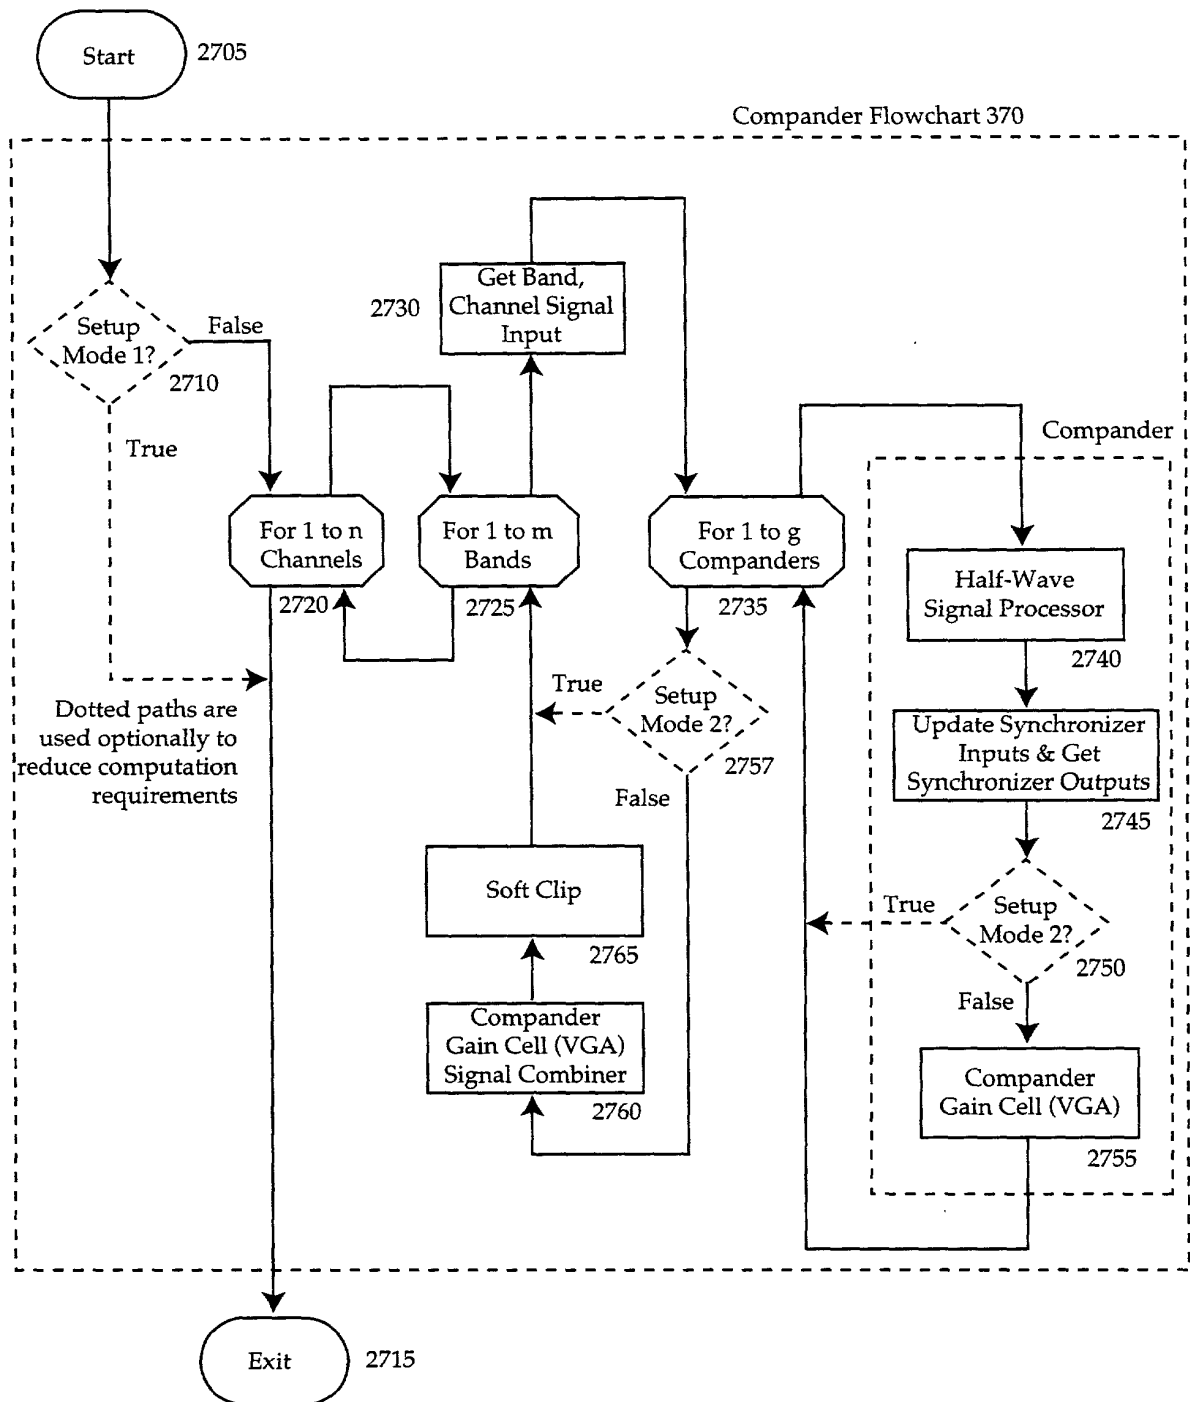 Start
2705
Compander Flowchart 370
Setup
Mode 1?
2710
False
True
Dotted paths are
used optionally to
reduce computation
requirements
For 1 to n
Channels
2720
For 1 to m
Bands
2725
2730
Get Band,
Channel Signal
Input
For 1 to g
Companders
2735
Compander
Half-Wave
Signal Processor
2740
Update Synchronizer
Inputs & Get
Synchronizer Outputs
2745
Setup
Mode 2?
2750
True
False
Compander
Gain Cell (VGA)
2755
Setup
Mode 2?
2757
True
False
Compander
Gain Cell (VGA)
Signal Combiner
2760
Soft Clip
2765
Exit
2715